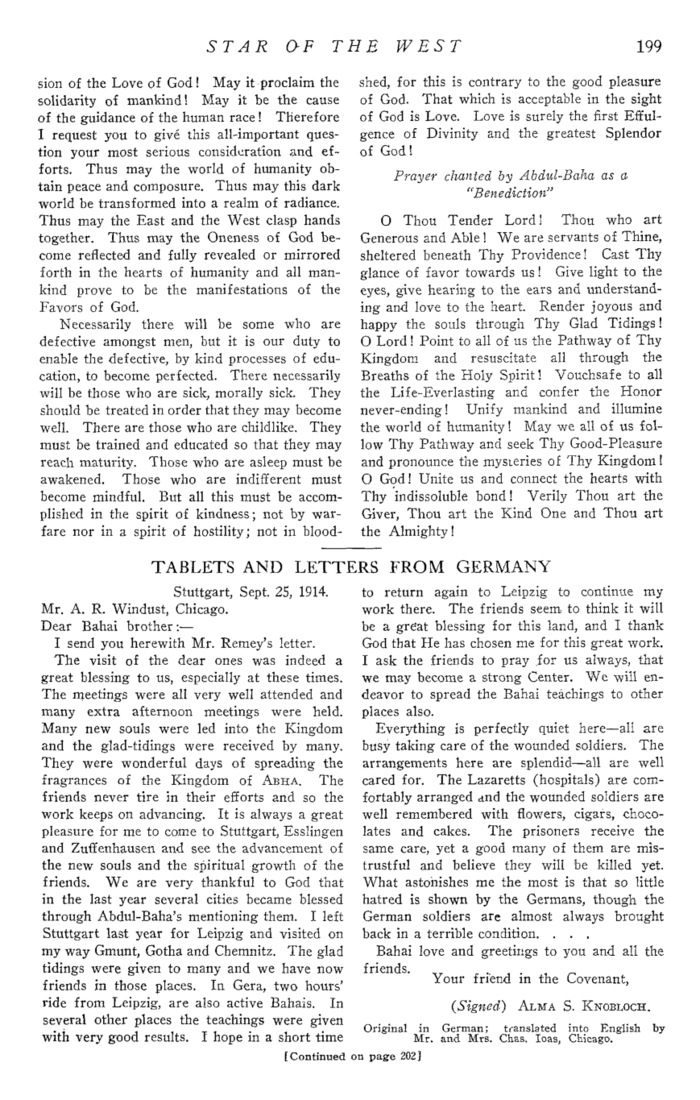 STAR OF THE WEST 199
sion of the Love of God! May it proclaim the
solidarity of mankind! May it be the cause
of the guidance of the human race! Therefore
I request you to give this all-important ques-
tion your most serious consideration and ef-
forts. Thus may the world of humanity ob-
tain peace and composure. Thus may this dark
world be transformed into a realm of radiance.
Thus may the East and the West clasp hands
together. Thus may the Oneness of God be-
come reflected and fully revealed or mirrored
forth in the hearts of humanity and all man-
kind prove to be the manifestations of the
Favors of God.
Necessarily there will be some who are
defective amongst men, but it is our duty to
enable the defective, by kind processes of edu-
cation, to become perfected. There necessarily
will be those who are sick, morally sick. They
should be treated in order that they may become
well. There are those who are childlike. They
must be trained and educated so that they may
reach maturity. Those who are asleep must be
awakened. Those who are indifferent must
become mindful. But all this must be accom-
plished in the spirit of kindness; not by war-
fare nor in a spirit of hostility; not in blood-
shed, for this is contrary to the good pleasure
of God. That which is acceptable in the sight
of God is Love. Love is surely the first Efful-
gence of Divinity and the greatest Splendor
of God!
Prayer chanted by Abdul-Baha as a
"Benediction"
O Thou Tender Lord! Thou who art
Generous and Able! We are servants of Thine,
sheltered beneath Thy Providence! Cast Thy
glance of favor towards us! Give light to the
eyes, give hearing to the ears and understand-
ing and love to the heart. Render joyous and
happy the souls through Thy Glad Tidings!
O Lord! Point to all of us the Pathway of Thy
Kingdom and resuscitate all through the
Breaths of the Holy Spirit! Vouchsafe to all
the Life-Everlasting and confer the Honor
never-ending! Unify mankind and illumine
the world of humanity! May we all of us fol-
low Thy Pathway and seek Thy Good-Pleasure
and pronounce the mysteries of Thy Kingdom!
O God! Unite us and connect the hearts with
Thy indissoluble bond! Verily Thou art the
Giver, Thou art the Kind One and Thou art
the Almighty!
TABLETS AND LETTERS FROM GERMANY
Stuttgart, Sept. 25, 1914.
Mr. A. R. Windust, Chicago.
Dear Bahai brother:—
I send you herewith Mr. Remey's letter.
The visit of the dear ones was indeed a
great blessing to us, especially at these times.
The meetings were all very well attended and
many extra afternoon meetings were held.
Many new souls were led into the Kingdom
and the glad-tidings were received by many.
They were wonderful days of spreading the
fragrances of the Kingdom of ABHA. The
friends never tire in their efforts and so the
work keeps on advancing. It is always a great
pleasure for me to come to Stuttgart, Esslingen
and Zuffenhausen and see the advancement of
the new souls and the spiritual growth of the
friends. We are very thankful to God that
in the last year several cities became blessed
through Abdul-Baha's mentioning them. I left
Stuttgart last year for Leipzig and visited on
my way Gmunt, Gotha and Chemnitz. The glad
tidings were given to many and we have now
friends in those places. In Gera, two hours'
ride from Leipzig, are also active Bahais. In
several other places the teachings were given
with very good results. I hope in a short time
to return again to Leipzig to continue my
work there. The friends seem to think it will
be a great blessing for this land, and I thank
God that He has chosen me for this great work.
I ask the friends to pray for us always, that
we may become a strong Center. We will en-
deavor to spread the Bahai teachings to other
places also.
Everything is perfectly quiet here—all are
busy taking care of the wounded soldiers. The
arrangements here are splendid—all are well
cared for. The Lazaretts (hospitals) are com-
fortably arranged and the wounded soldiers are
well remembered with flowers, cigars, choco-
lates and cakes. The prisoners receive the
same care, yet a good many of them are mis-
trustful and believe they will be killed yet.
What astonishes me the most is that so little
hatred is shown by the Germans, though the
German soldiers are almost always brought
back in a terrible condition. . . .
Bahai love and greetings to you and all the
friends.
Your friend in the Covenant,
(Signed) ALMA S. KNOBLOCH.
Original in German; translated into English by
Mr. and Mrs. Chas. Ioas, Chicago.
[Continued on page 202]